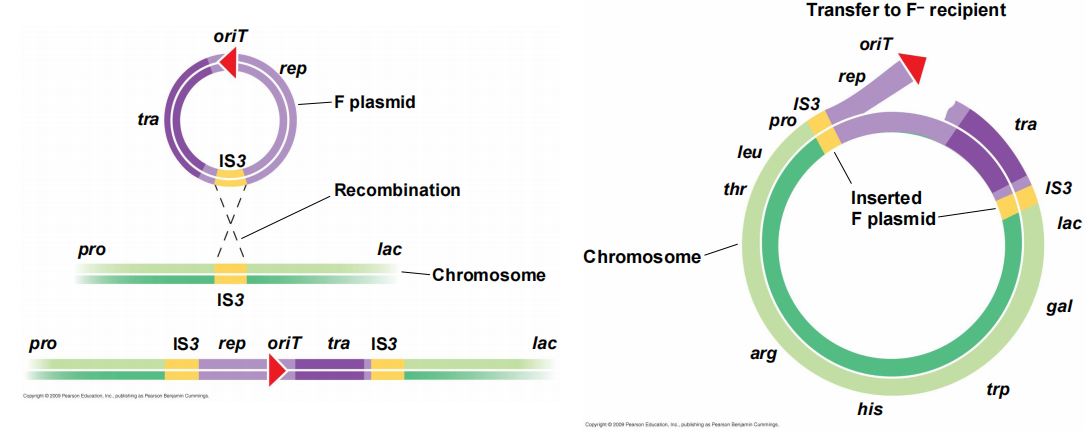 oriT
rep
F plasmid
tra
IS3
Recombination
pro
lac
Chromosome
IS3
pro IS3 rep oriT tra IS3 lac
Copyright © 2009 Pearson Education, Inc., publishing as Pearson Benjamin Cummings.
Transfer to F– recipient
oriT
rep
IS3
pro
tra
leu
thr
Inserted
F plasmid
IS3
lac
Chromosome
gal
arg
trp
his
Copyright © 2009 Pearson Education, Inc., publishing as Pearson Benjamin Cummings.